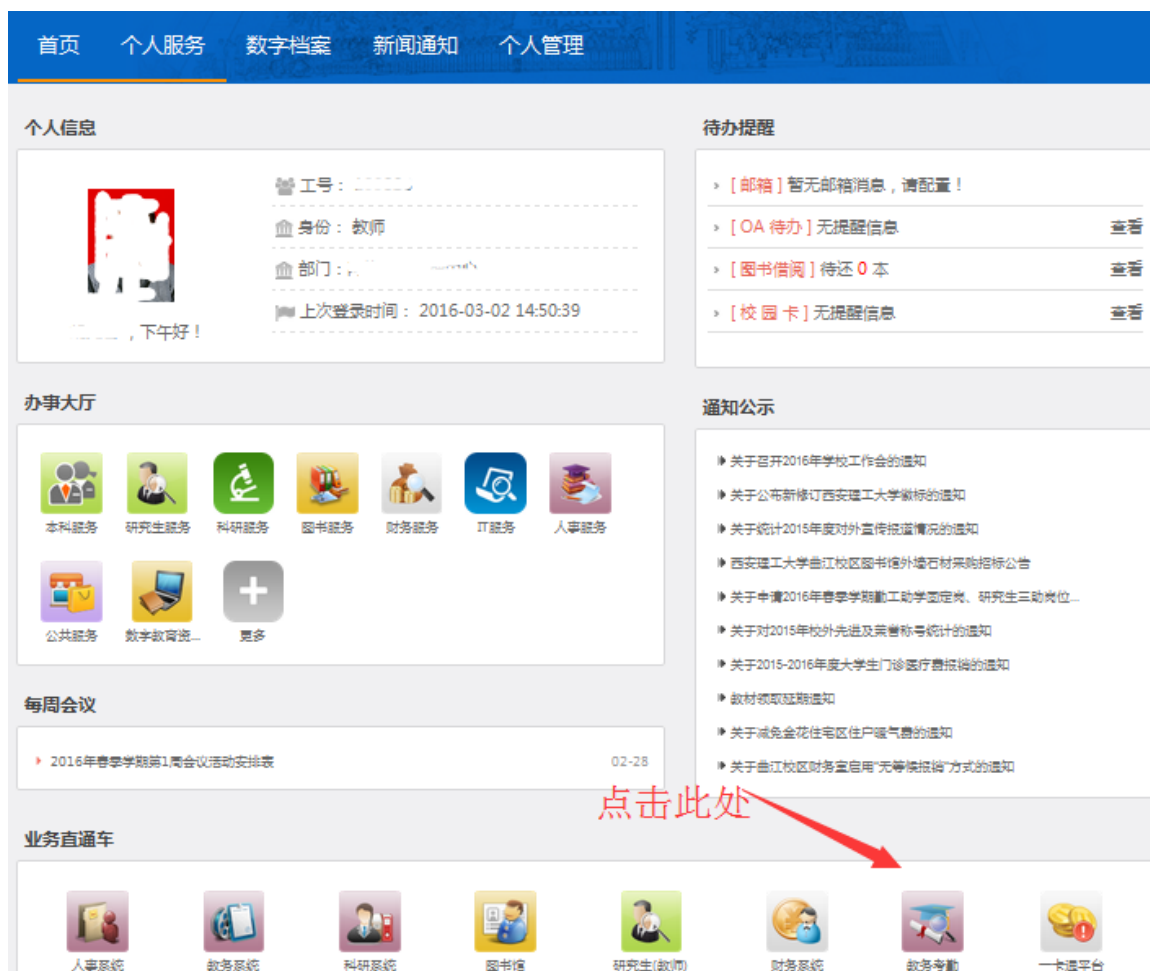 首页 个人服务 数字档案 新闻通知 个人管理
个人信息
工号：
身份： 教师
部门：
上次登录时间： 2016-03-02 14:50:39
，下午好！
待办提醒
[ 邮箱 ] 暂无邮箱消息，请配置！
[ OA 待办 ] 无提醒信息 查看
[ 图书借阅 ] 待还 0 本 查看
[ 校 园 卡 ] 无提醒信息 查看
办事大厅
本科服务 研究生服务 科研服务 图书服务 财务服务 IT服务 人事服务
公共服务 数字教育资... 更多
通知公示
关于召开2016年学校工作会的通知
关于公布新修订西安理工大学徽标的通知
关于统计2015年度对外宣传报道情况的通知
西安理工大学曲江校区图书馆外墙石材采购招标公告
关于申请2016年春季学期勤工助学固定岗、研究生三助岗位...
关于对2015年校外先进及荣誉称号统计的通知
关于2015-2016年度大学生门诊医疗费报销的通知
教材领取延期通知
关于减免金花住宅区住户暖气费的通知
关于曲江校区财务室启用“无等候报销”方式的通知
每周会议
2016年春季学期第1周会议活动安排表 02-28
点击此处
业务直通车
人事系统 教务系统 科研系统 图书馆 研究生(教师) 财务系统 教务考勤 一卡通平台